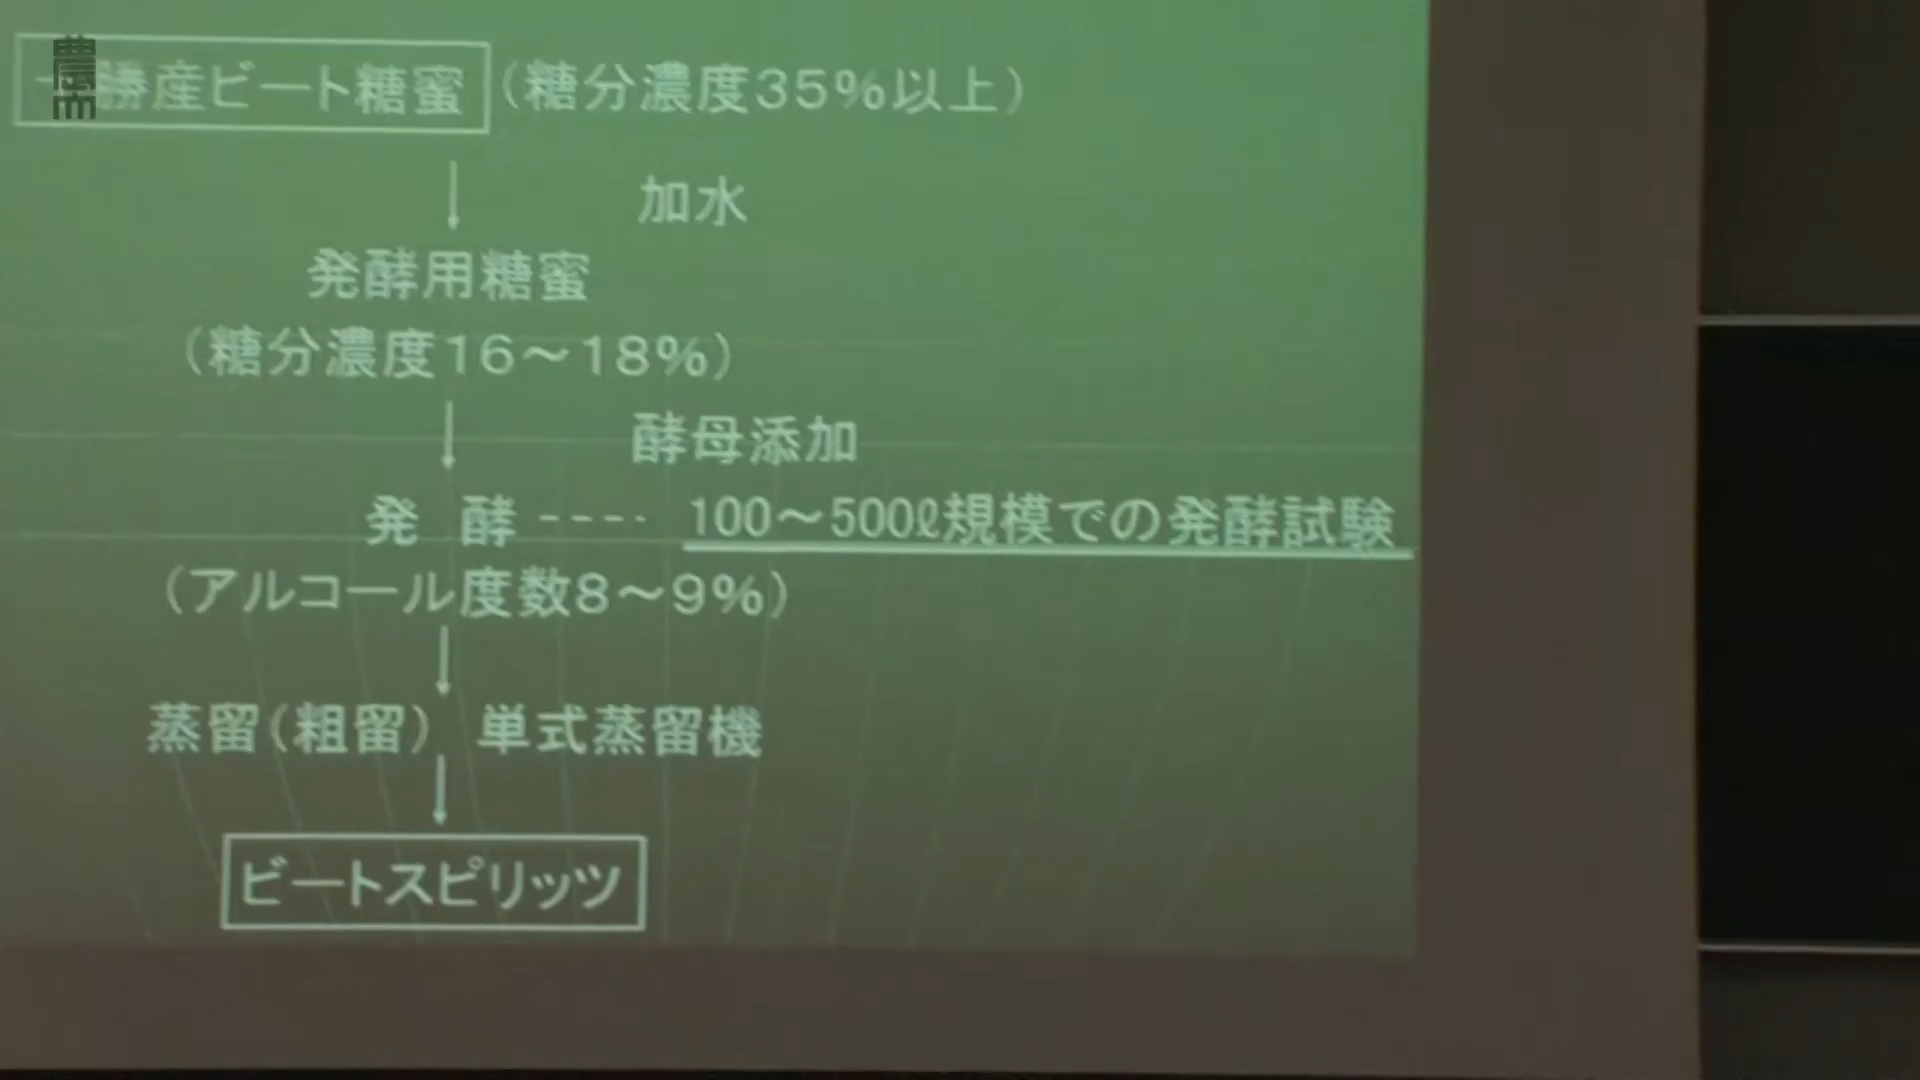 十勝産ビート糖蜜（糖分濃度35%以上）
加水
発酵用糖蜜
（糖分濃度16～18%）
酵母添加
発 酵 ---- 100～500ℓ規模での発酵試験
（アルコール度数8～9%）
蒸留（粗留） 単式蒸留機
ビートスピリッツ